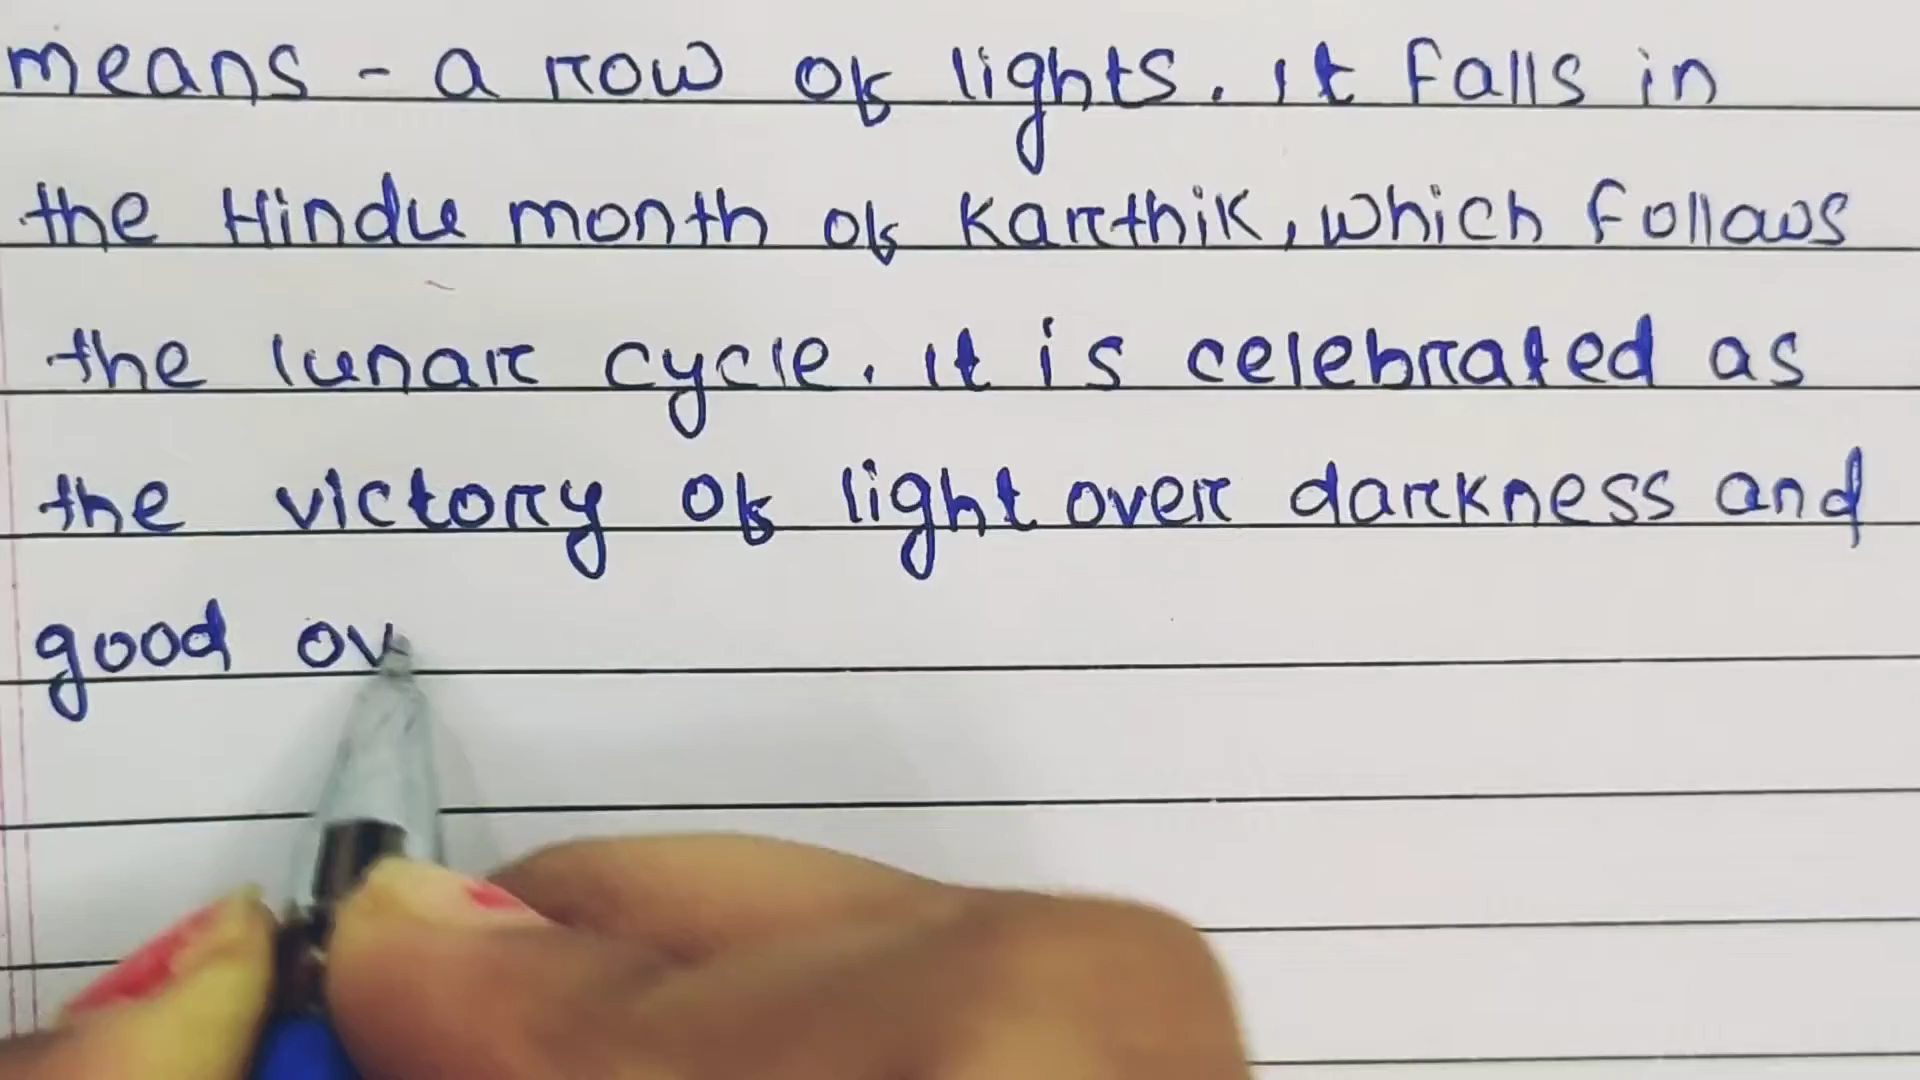 means - a row of lights. It falls in
the Hindu month of Karthik, which follows
the lunar cycle. It is celebrated as
the victory of light over darkness and
good ov